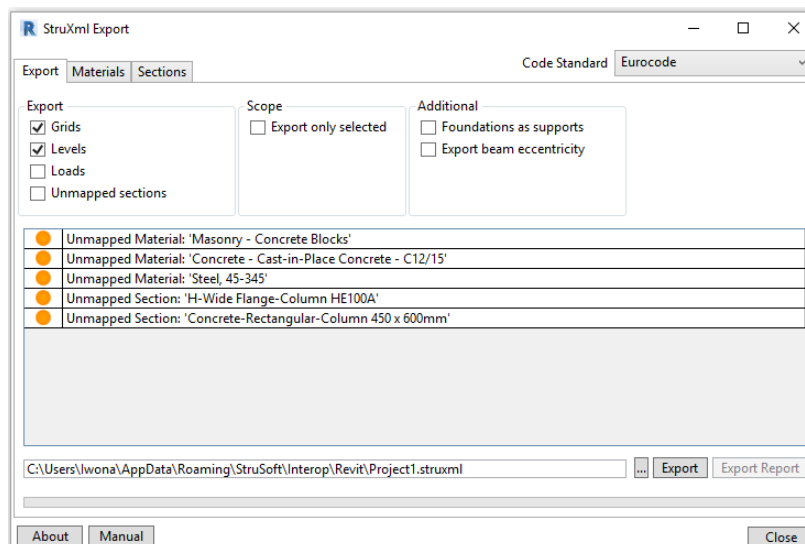 StruXml Export
Code Standard Eurocode
Export Materials Sections
Export Scope Additional
Grids Export only selected Foundations as supports
Levels Export beam eccentricity
Loads
Unmapped sections
Unmapped Material: 'Masonry - Concrete Blocks'
Unmapped Material: 'Concrete - Cast-in-Place Concrete - C12/15'
Unmapped Material: 'Steel, 45-345'
Unmapped Section: 'H-Wide Flange-Column HE100A'
Unmapped Section: 'Concrete-Rectangular-Column 450 x 600mm'
C:\Users\Iwona\AppData\Roaming\StruSoft\Interop\Revit\Project1.struxml ... Export Export Report
About Manual Close